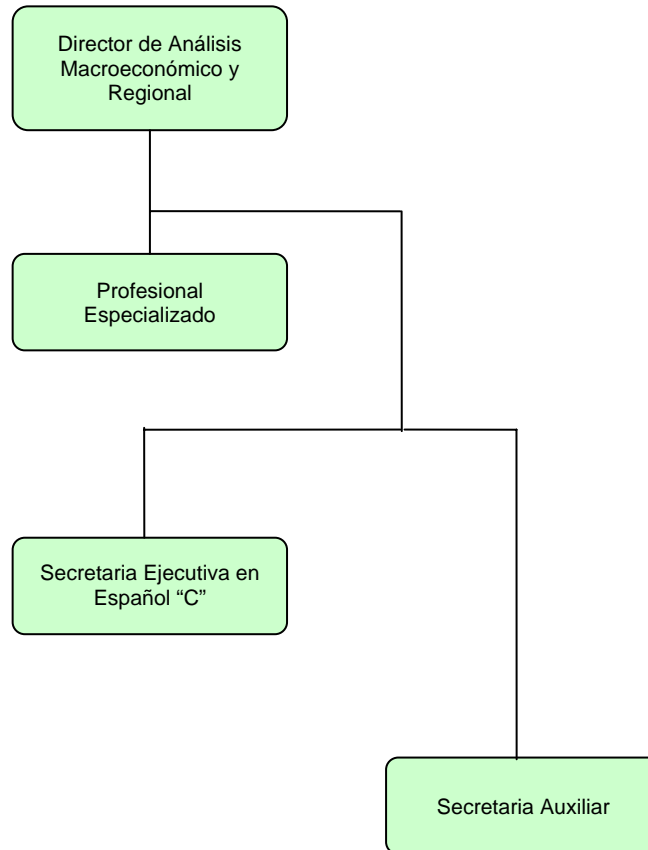 Director de Análisis
Macroeconómico y
Regional
Profesional
Especializado
Secretaria Ejecutiva en
Español “C”
Secretaria Auxiliar